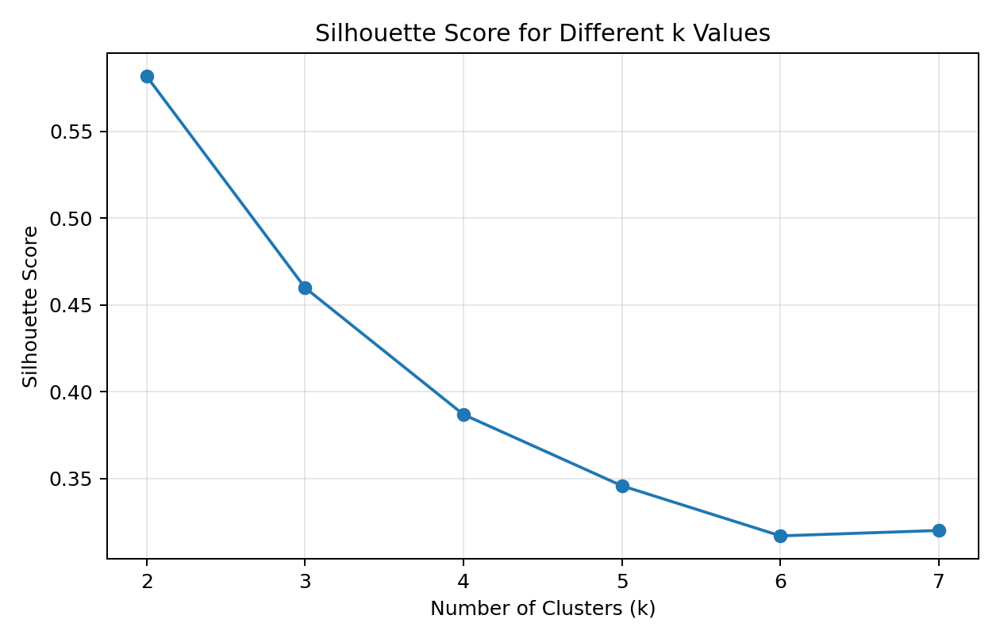 Silhouette Score for Different k Values
Silhouette Score
0.55
0.50
0.45
0.40
0.35
2 3 4 5 6 7
Number of Clusters (k)